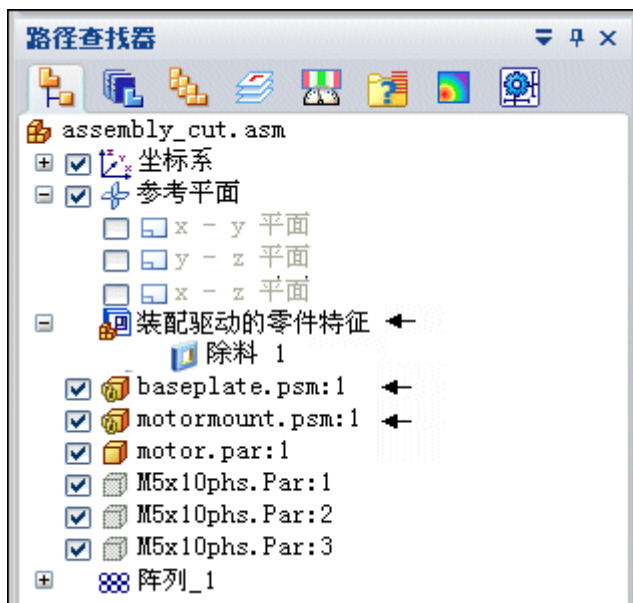 路径查找器
assembly_cut.asm
坐标系
参考平面
x - y 平面
y - z 平面
x - z 平面
装配驱动的零件特征
除料 1
baseplate.psm:1
motormount.psm:1
motor.par:1
M5x10phs.Par:1
M5x10phs.Par:2
M5x10phs.Par:3
阵列_1